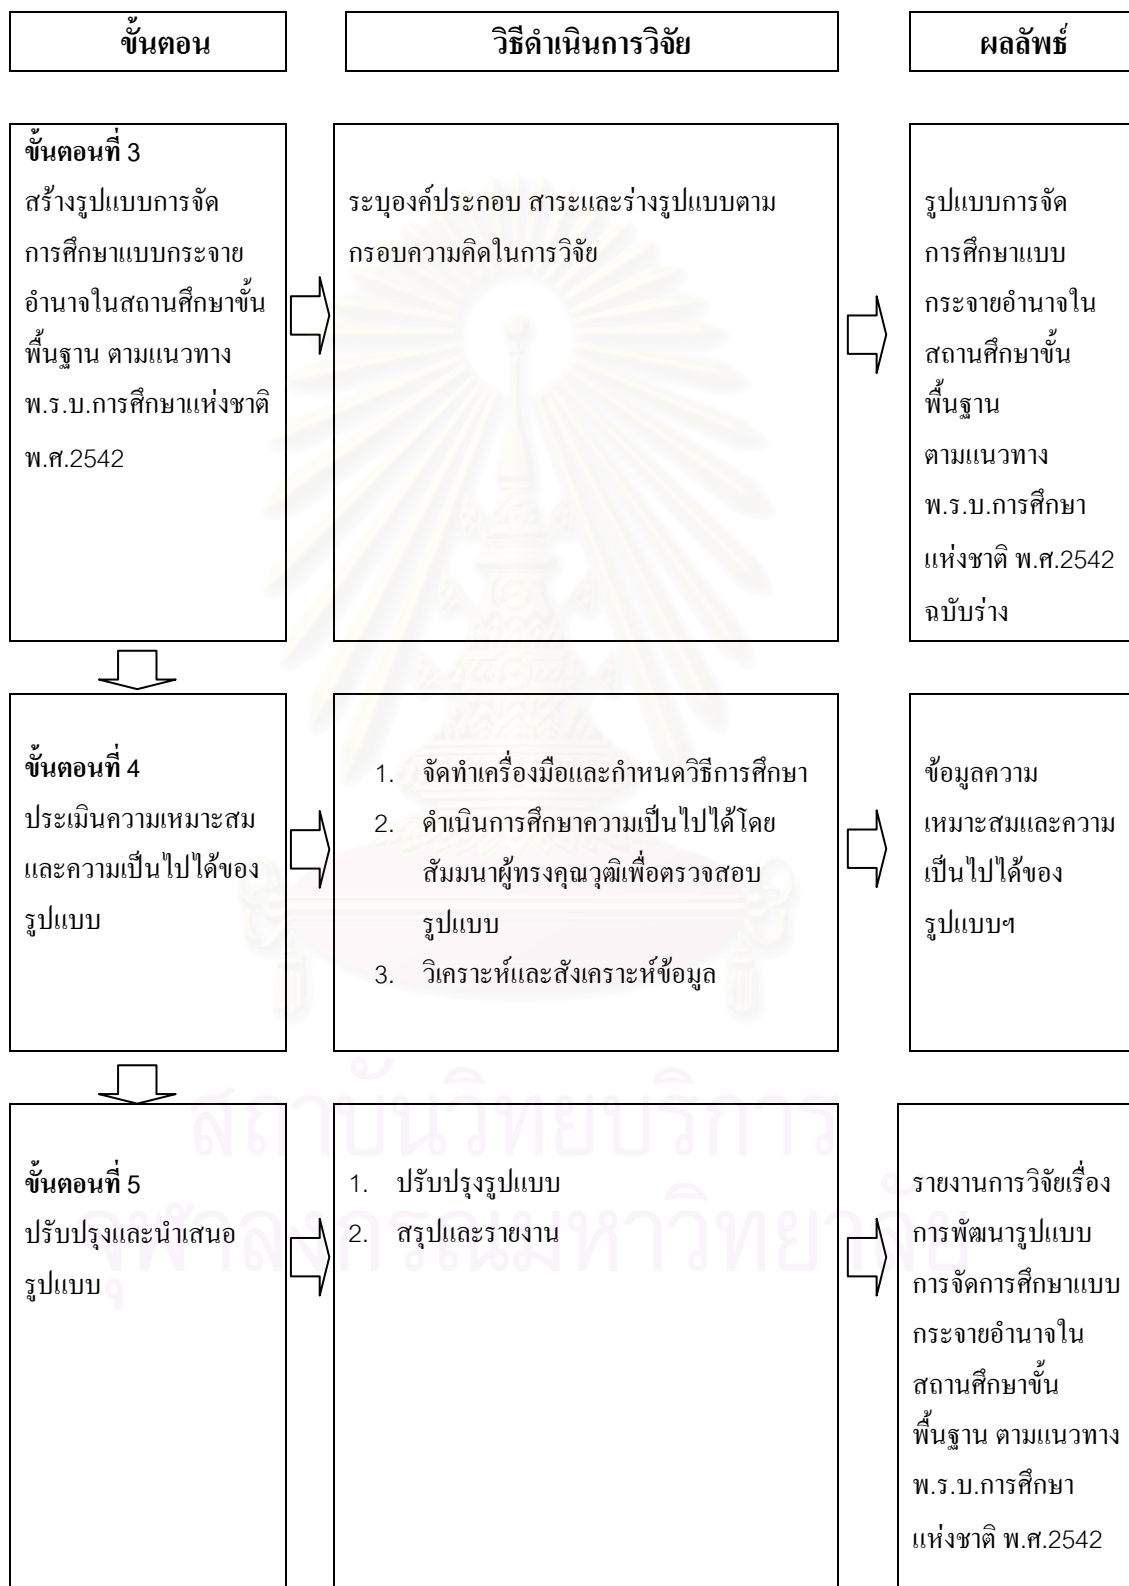 ขั้นตอน
วิธีดำเนินการวิจัย
ผลลัพธ์
ขั้นตอนที่ 3
สร้างรูปแบบการจัด
การศึกษาแบบกระจาย
อำนาจในสถานศึกษาขั้น
พื้นฐาน ตามแนวทาง
พ.ร.บ.การศึกษาแห่งชาติ
พ.ศ.2542
ระบุองค์ประกอบ สาระและร่างรูปแบบตาม
กรอบความคิดในการวิจัย
รูปแบบการจัด
การศึกษาแบบ
กระจายอำนาจใน
สถานศึกษาขั้น
พื้นฐาน
ตามแนวทาง
พ.ร.บ.การศึกษา
แห่งชาติ พ.ศ.2542
ฉบับร่าง
ขั้นตอนที่ 4
ประเมินความเหมาะสม
และความเป็นไปได้ของ
รูปแบบ
1. จัดทำเครื่องมือและกำหนดวิธีการศึกษา
2. ดำเนินการศึกษาความเป็นไปได้โดย
สัมมนาผู้ทรงคุณวุฒิเพื่อตรวจสอบ
รูปแบบ
3. วิเคราะห์และสังเคราะห์ข้อมูล
ข้อมูลความ
เหมาะสมและความ
เป็นไปได้ของ
รูปแบบฯ
ขั้นตอนที่ 5
ปรับปรุงและนำเสนอ
รูปแบบ
1. ปรับปรุงรูปแบบ
2. สรุปและรายงาน
รายงานการวิจัยเรื่อง
การพัฒนารูปแบบ
การจัดการศึกษาแบบ
กระจายอำนาจใน
สถานศึกษาขั้น
พื้นฐาน ตามแนวทาง
พ.ร.บ.การศึกษา
แห่งชาติ พ.ศ.2542
สถาบันวิทยบริการ
จุฬาลงกรณ์มหาวิทยาลัย